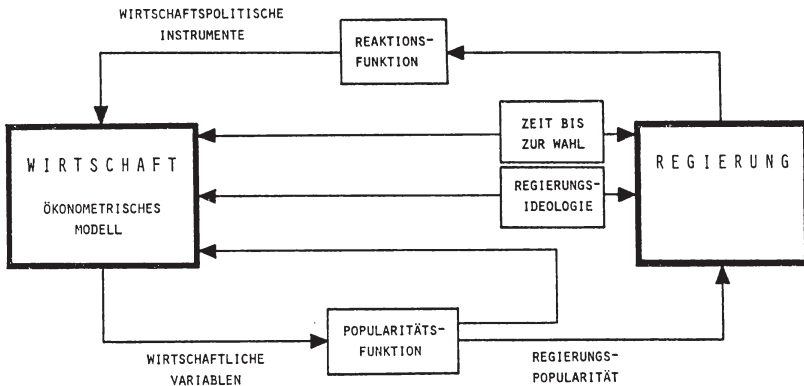 WIRTSCHAFTSPOLITISCHE
INSTRUMENTE
REAKTIONS-
FUNKTION
ZEIT BIS
ZUR WAHL
WIRTSCHAFT
REGIERUNG
REGIERUNGS-
IDEOLOGIE
ÖKONOMETRISCHES
MODELL
POPULARITÄTS-
FUNKTION
WIRTSCHAFTLICHE
VARIABLEN
REGIERUNGS-
POPULARITÄT